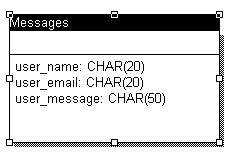 Messages
user_name: CHAR(20)
user_email: CHAR(20)
user_message: CHAR(50)